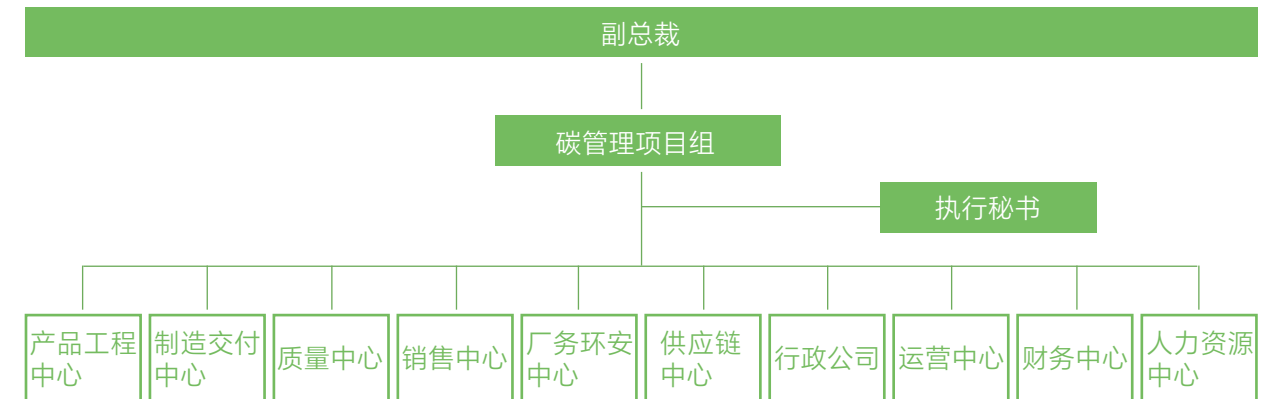 副总裁
碳管理项目组
执行秘书
产品工程
中心
制造交付
中心
质量中心
销售中心
厂务环安
中心
供应链
中心
行政公司
运营中心
财务中心
人力资源
中心